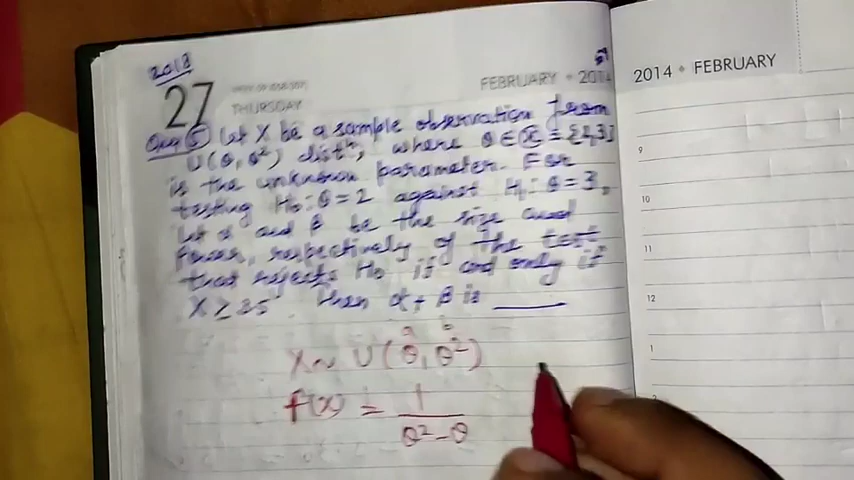 2018
27
THURSDAY
FEBRUARY • 2014
2014 • FEBRUARY
Que 5 Let X be a sample observation from
U(θ, θ²) distⁿ, where θ ∈ Ⓗ = {2,3}
is the unknown parameter. For
testing H₀: θ = 2 against H₁: θ = 3,
let α and β be the size and
power, respectively of the test
that rejects H₀ if and only if
X ≥ 3.5. Then α + β is ______
a b
X ~ U(θ, θ²)
f(x) = 1
θ² - θ
9
10
11
12
1